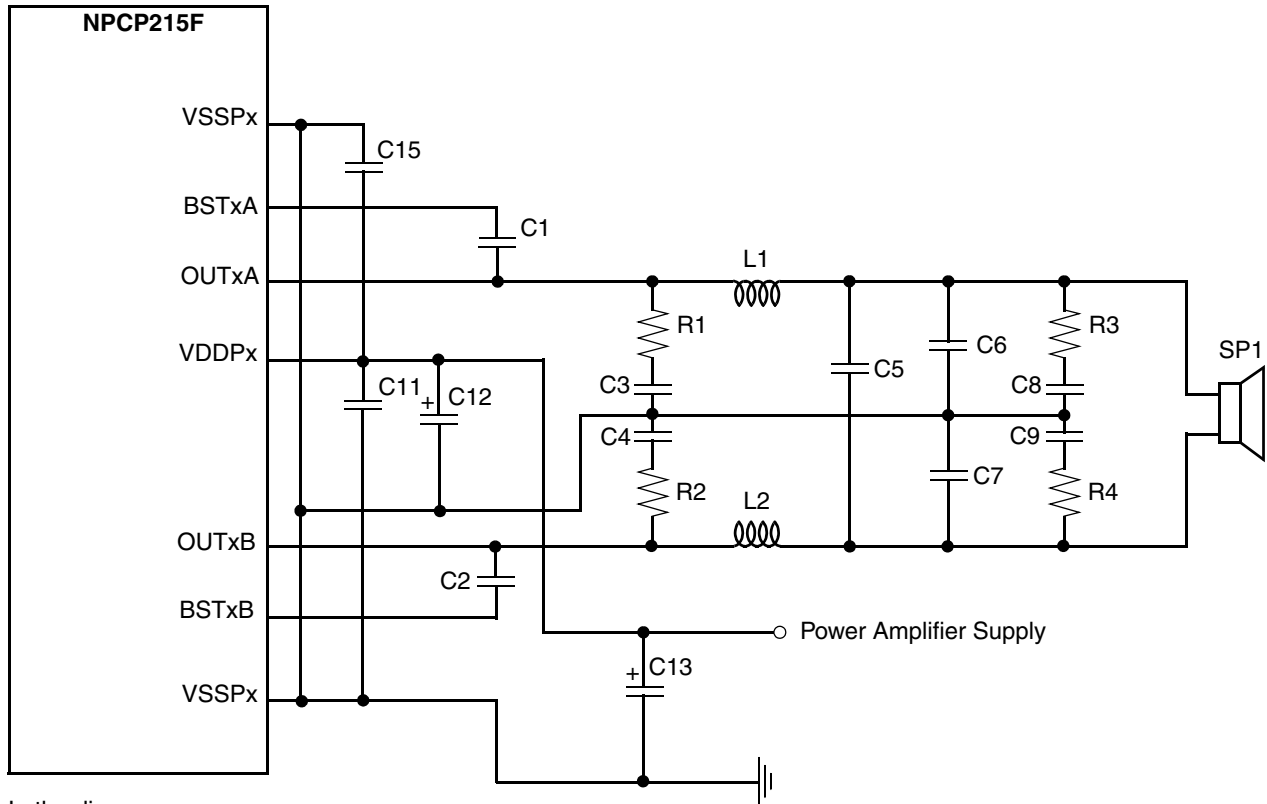 NPCP215F
VSSPx
C15
BSTxA
C1
OUTxA
L1
R1
R3
VDDPx
C6
SP1
C5
C11
+
C12
C3
C8
C4
C9
C7
R2
R4
L2
OUTxB
C2
BSTxB
Power Amplifier Supply
C13
+
VSSPx